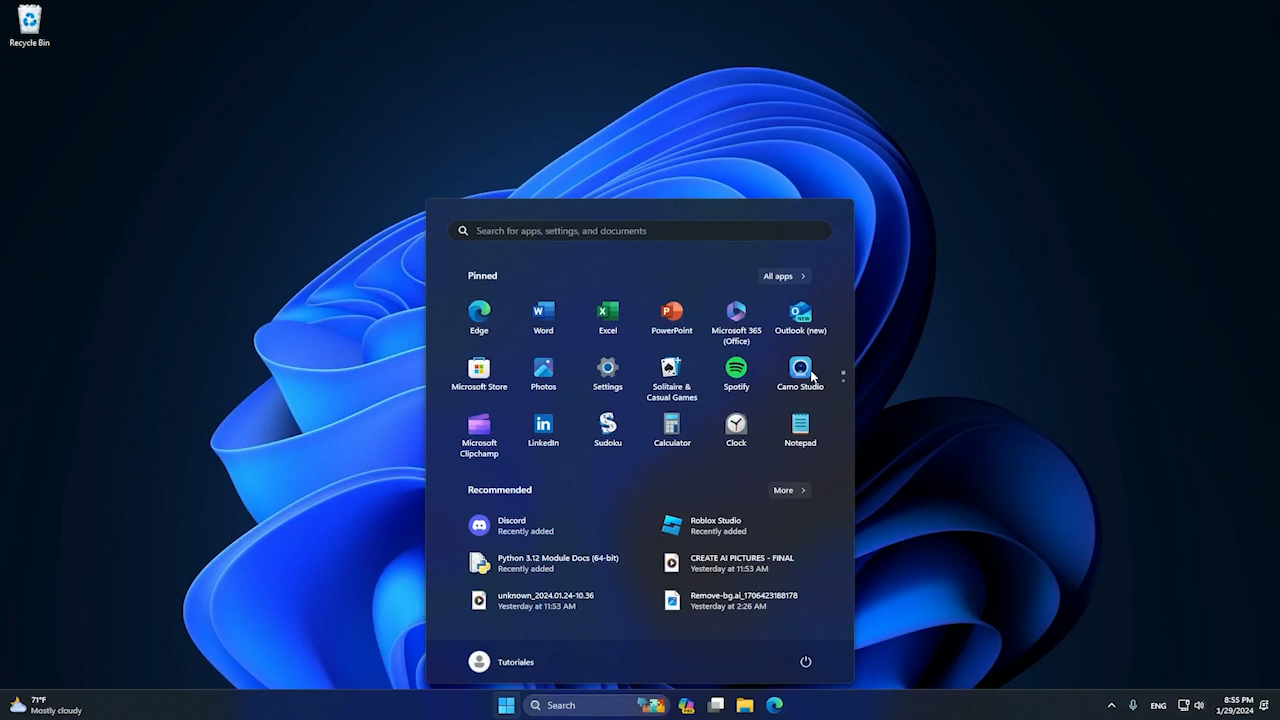 Recycle Bin
Search for apps, settings, and documents
Pinned
All apps
Edge
Word
Excel
PowerPoint
Microsoft 365
(Office)
Outlook (new)
Microsoft Store
Photos
Settings
Solitaire &
Casual Games
Spotify
Camo Studio
Microsoft
Clipchamp
LinkedIn
Sudoku
Calculator
Clock
Notepad
Recommended
More
Discord
Recently added
Roblox Studio
Recently added
Python 3.12 Module Docs (64-bit)
Recently added
CREATE AI PICTURES - FINAL
Yesterday at 11:53 AM
unknown_2024.01.24-10.36
Yesterday at 11:53 AM
Remove-bg.ai_1706423188178
Yesterday at 2:26 AM
Tutoriales
71°F
Mostly cloudy
Search
ENG
8:55 PM
1/29/2024